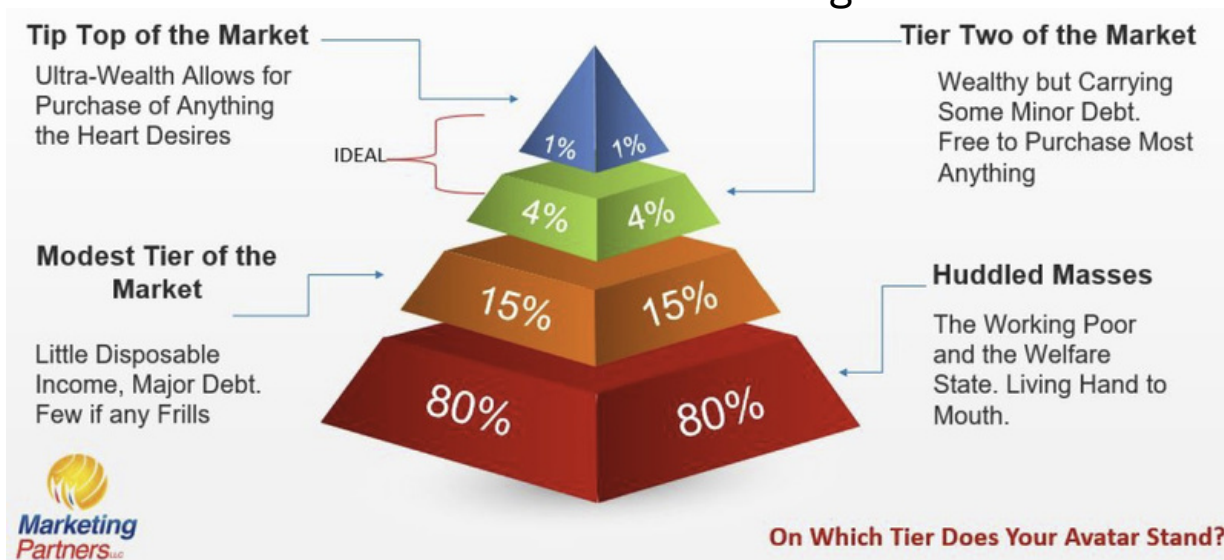 Tip Top of the Market
Ultra-Wealth Allows for
Purchase of Anything
the Heart Desires
IDEAL
Tier Two of the Market
Wealthy but Carrying
Some Minor Debt.
Free to Purchase Most
Anything
1% 1%
4% 4%
Modest Tier of the
Market
Little Disposable
Income, Major Debt.
Few if any Frills
15% 15%
Huddled Masses
The Working Poor
and the Welfare
State. Living Hand to
Mouth.
80% 80%
Marketing
Partners LLC
On Which Tier Does Your Avatar Stand?